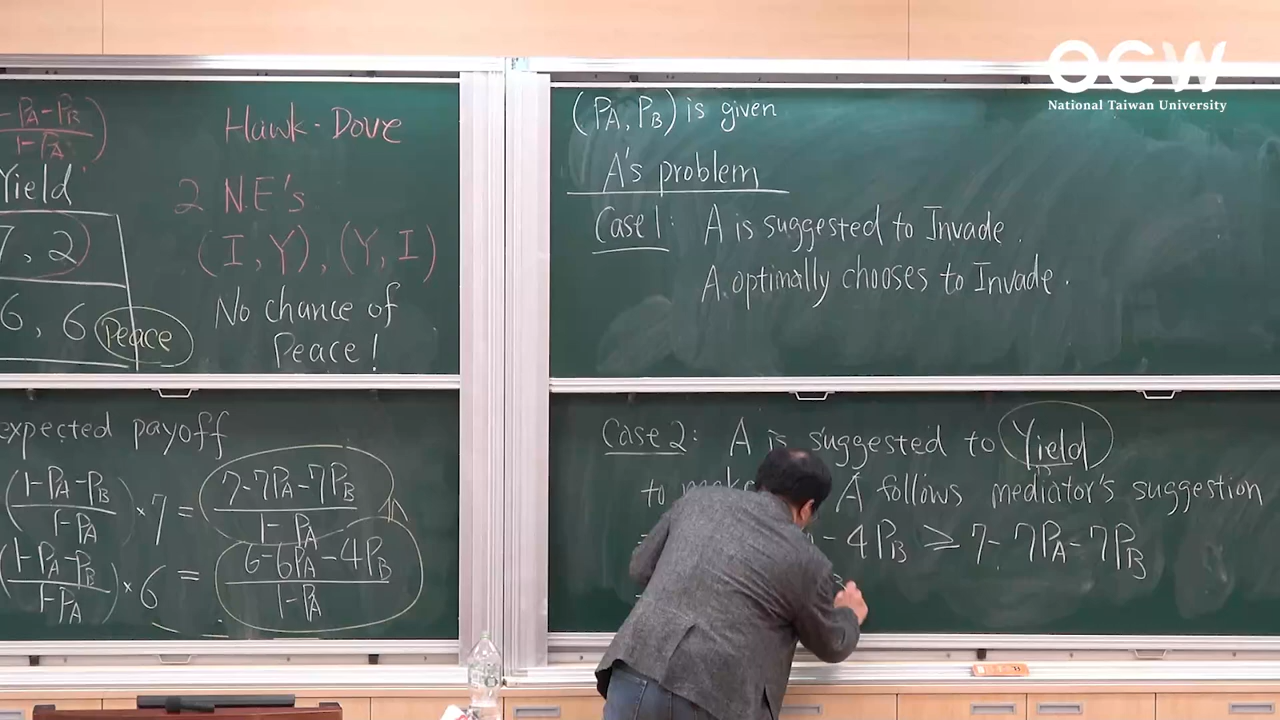 OCW
National Taiwan University
-PA-PB
1-PA
Yield
7, 2
6, 6 Peace
Hawk-Dove
2 N.E's
(I, Y), (Y, I)
No chance of
Peace!
expected payoff
(1-PA-PB / 1-PA) * 7 = 7-7PA-7PB / 1-PA
(1-PA-PB / 1-PA) * 6 = 6-6PA-4PB / 1-PA
(PA, PB) is given
A's problem
Case 1: A is suggested to Invade.
A optimally chooses to Invade.
Case 2: A is suggested to Yield
to make A follows mediator's suggestion
- 4PB ≥ 7 - 7PA - 7PB